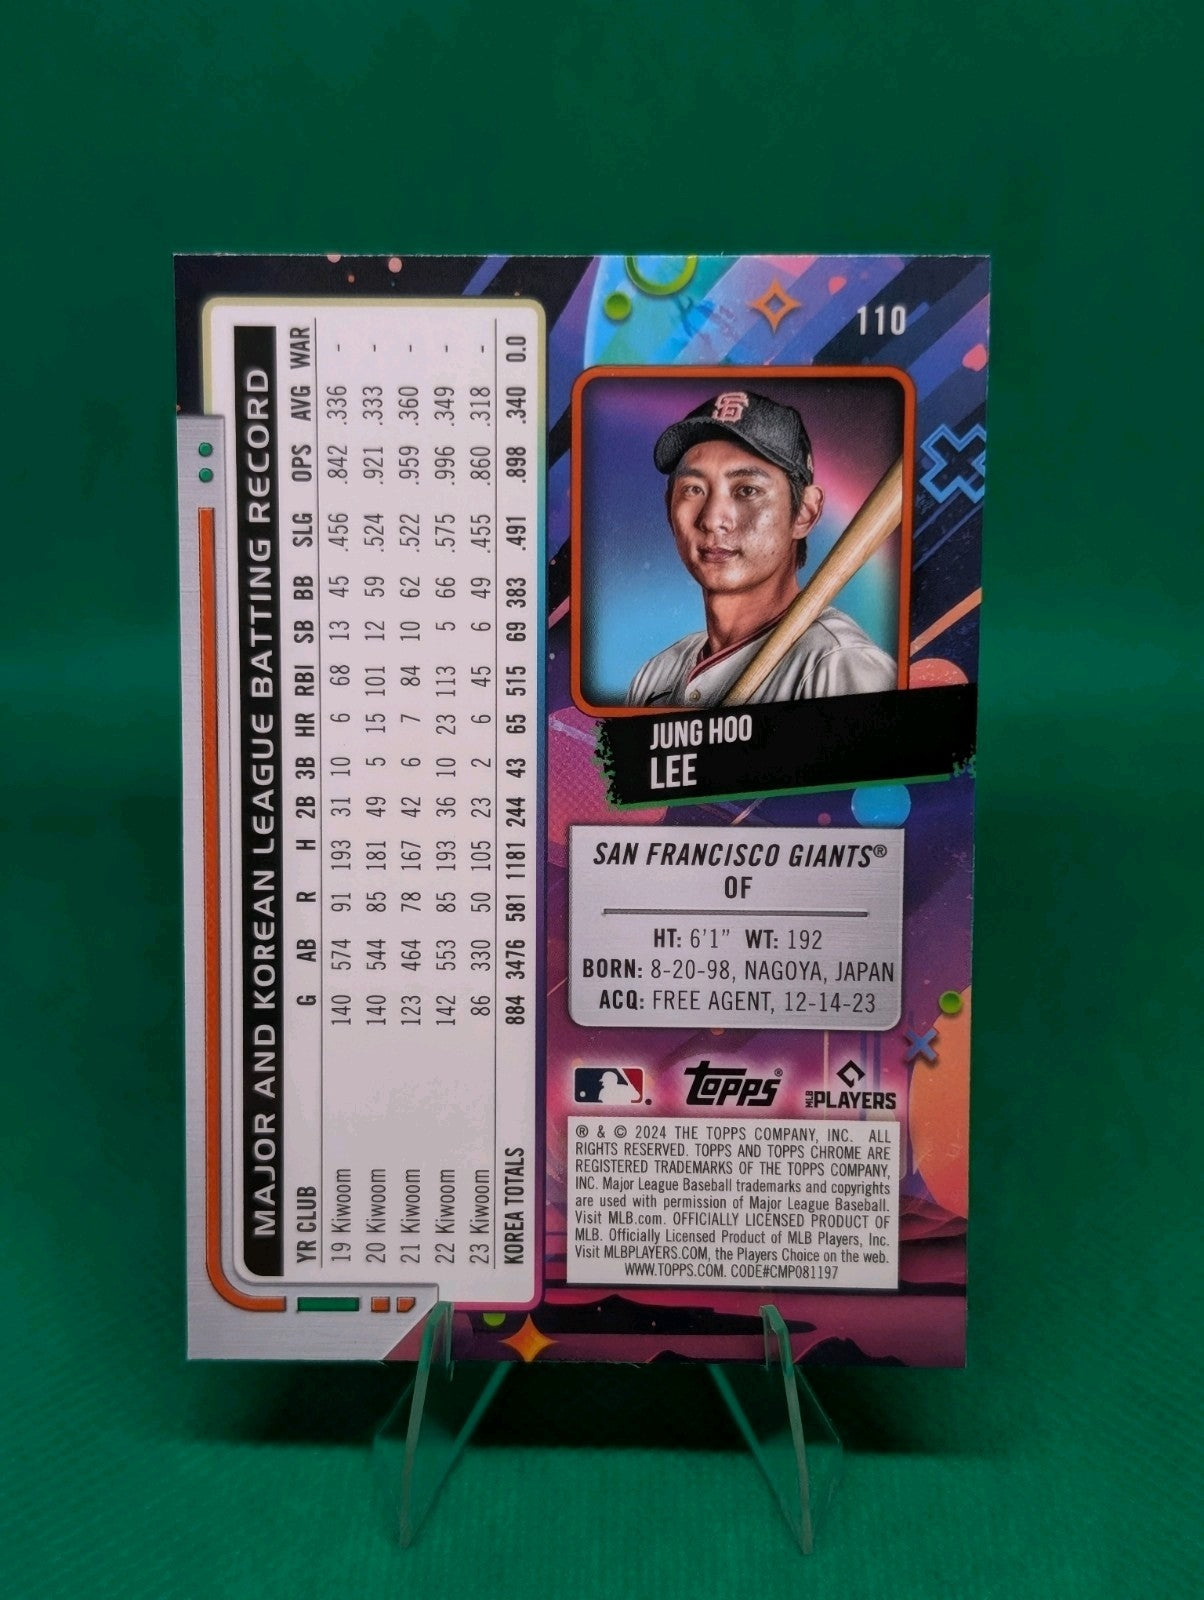 MAJOR AND KOREAN LEAGUE BATTING RECORD
YR CLUB G AB R H 2B 3B HR RBI SB BB SLG OPS AVG WAR
19 Kiwoom 140 574 91 193 31 10 6 68 13 45 .456 .842 .336 -
20 Kiwoom 140 544 85 181 49 5 15 101 12 59 .524 .921 .333 -
21 Kiwoom 123 464 78 167 42 6 7 84 10 62 .522 .959 .360 -
22 Kiwoom 142 553 85 193 36 10 23 113 5 66 .575 .996 .349 -
23 Kiwoom 86 330 50 105 23 2 6 45 6 49 .455 .860 .318 -
KOREA TOTALS 884 3476 581 1181 244 43 65 515 69 383 .491 .898 .340 0.0
110
SF
JUNG HOO
LEE
SAN FRANCISCO GIANTS®
OF
HT: 6'1" WT: 192
BORN: 8-20-98, NAGOYA, JAPAN
ACQ: FREE AGENT, 12-14-23
topps® MLB PLAYERS
® & © 2024 THE TOPPS COMPANY, INC. ALL
RIGHTS RESERVED. TOPPS AND TOPPS CHROME ARE
REGISTERED TRADEMARKS OF THE TOPPS COMPANY,
INC. Major League Baseball trademarks and copyrights
are used with permission of Major League Baseball.
Visit MLB.com. OFFICIALLY LICENSED PRODUCT OF
MLB. Officially Licensed Product of MLB Players, Inc.
Visit MLBPLAYERS.COM, the Players Choice on the web.
WWW.TOPPS.COM. CODE#CMP081197